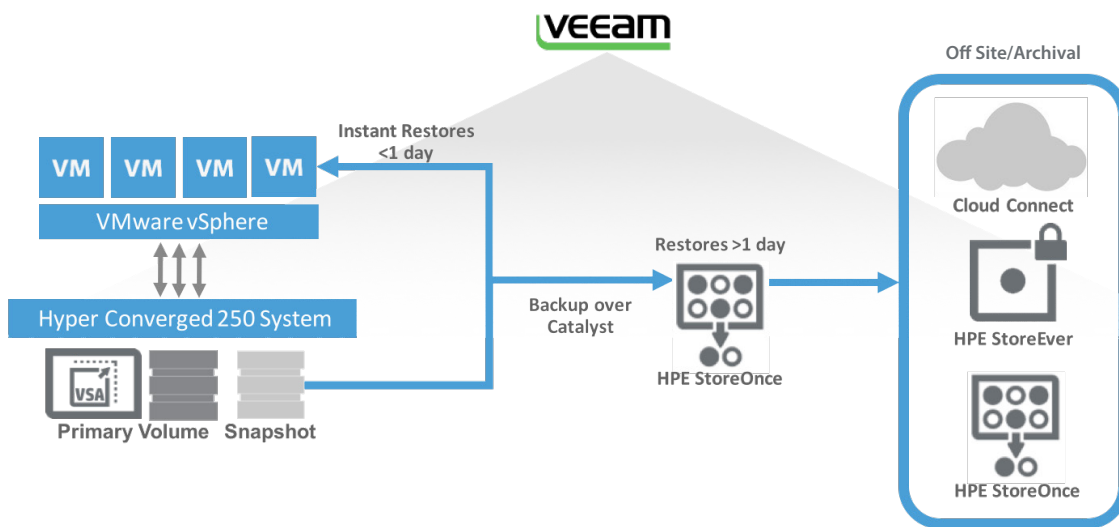 veeam
Off Site/Archival
Instant Restores
<1 day
VM VM VM VM
VMware vSphere
Cloud Connect
Restores >1 day
Hyper Converged 250 System
Backup over
Catalyst
HPE StoreEver
VSA
HPE StoreOnce
Primary Volume Snapshot
HPE StoreOnce